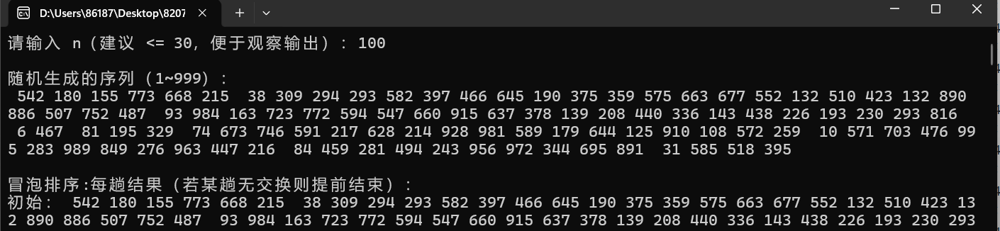 D:\Users\86187\Desktop\8207
请输入 n（建议 <= 30，便于观察输出）：100
随机生成的序列（1~999）：
542 180 155 773 668 215  38 309 294 293 582 397 466 645 190 375 359 575 663 677 552 132 510 423 132 890
886 507 752 487  93 984 163 723 772 594 547 660 915 637 378 139 208 440 336 143 438 226 193 230 293 816
6 467  81 195 329  74 673 746 591 217 628 214 928 981 589 179 644 125 910 108 572 259  10 571 703 476 99
5 283 989 849 276 963 447 216  84 459 281 494 243 956 972 344 695 891  31 585 518 395
冒泡排序:每趟结果（若某趟无交换则提前结束）：
初始： 542 180 155 773 668 215  38 309 294 293 582 397 466 645 190 375 359 575 663 677 552 132 510 423 13
2 890 886 507 752 487  93 984 163 723 772 594 547 660 915 637 378 139 208 440 336 143 438 226 193 230 293